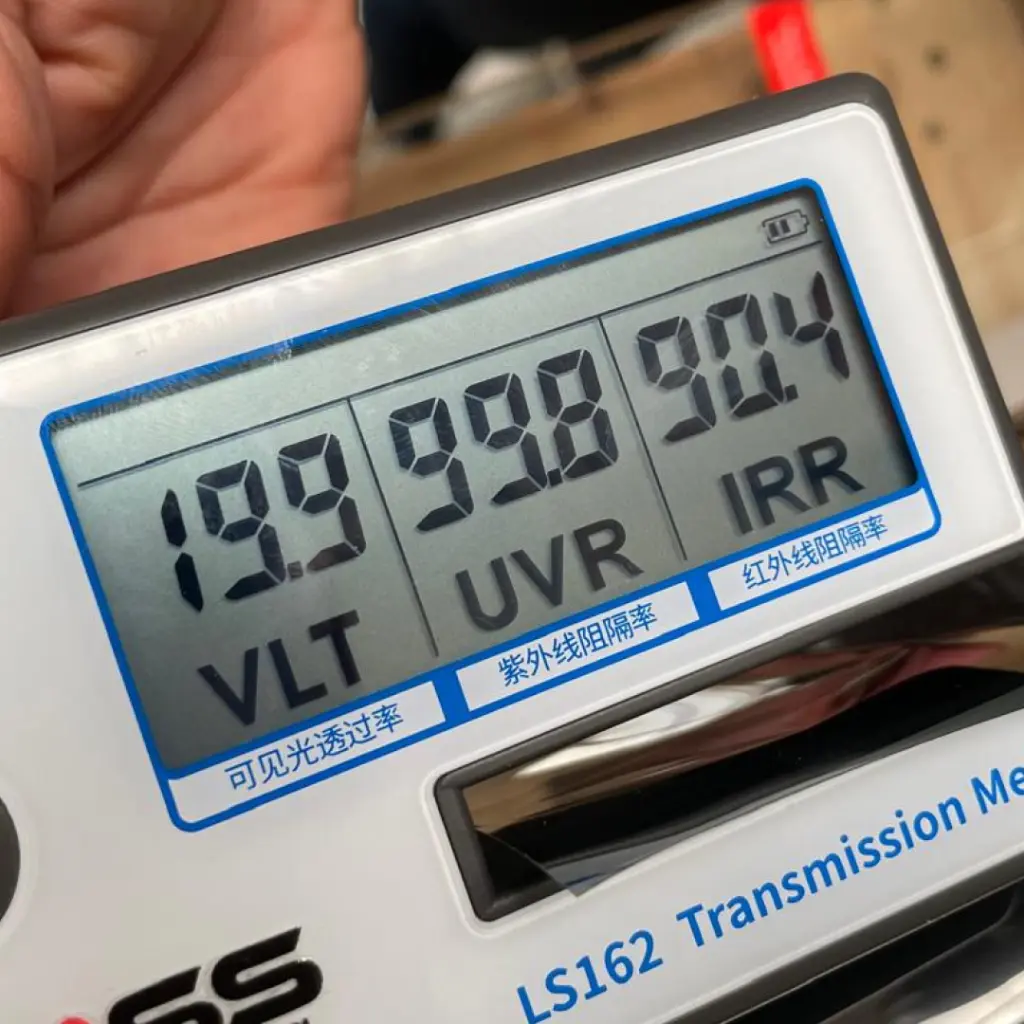 19.9 99.8 90.4
VLT UVR IRR
可见光透过率 紫外线阻隔率 红外线阻隔率
LS162 Transmission Me